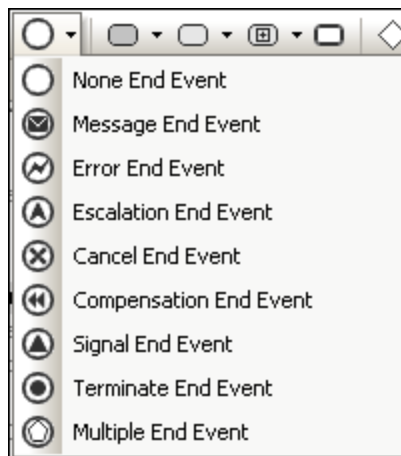 None End Event
Message End Event
Error End Event
Escalation End Event
Cancel End Event
Compensation End Event
Signal End Event
Terminate End Event
Multiple End Event